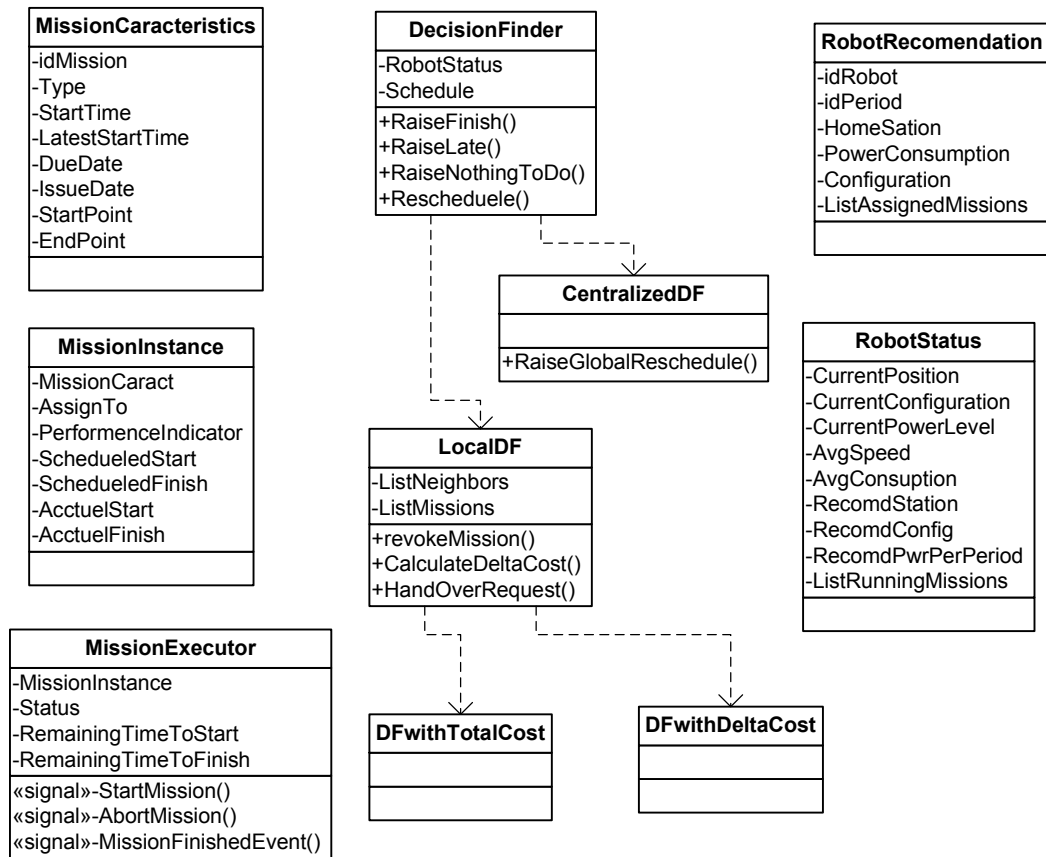 MissionCaracteristics
-idMission
-Type
-StartTime
-LatestStartTime
-DueDate
-IssueDate
-StartPoint
-EndPoint
DecisionFinder
-RobotStatus
-Schedule
+RaiseFinish()
+RaiseLate()
+RaiseNothingToDo()
+Rescheduele()
RobotRecomendation
-idRobot
-idPeriod
-HomeSation
-PowerConsumption
-Configuration
-ListAssignedMissions
CentralizedDF
+RaiseGlobalReschedule()
MissionInstance
-MissionCaract
-AssignTo
-PerformenceIndicator
-SchedueledStart
-SchedueledFinish
-AcctuelStart
-AcctuelFinish
RobotStatus
-CurrentPosition
-CurrentConfiguration
-CurrentPowerLevel
-AvgSpeed
-AvgConsuption
-RecomdStation
-RecomdConfig
-RecomdPwrPerPeriod
-ListRunningMissions
LocalDF
-ListNeighbors
-ListMissions
+revokeMission()
+CalculateDeltaCost()
+HandOverRequest()
MissionExecutor
-MissionInstance
-Status
-RemainingTimeToStart
-RemainingTimeToFinish
«signal»-StartMission()
«signal»-AbortMission()
«signal»-MissionFinishedEvent()
DFwithTotalCost
DFwithDeltaCost